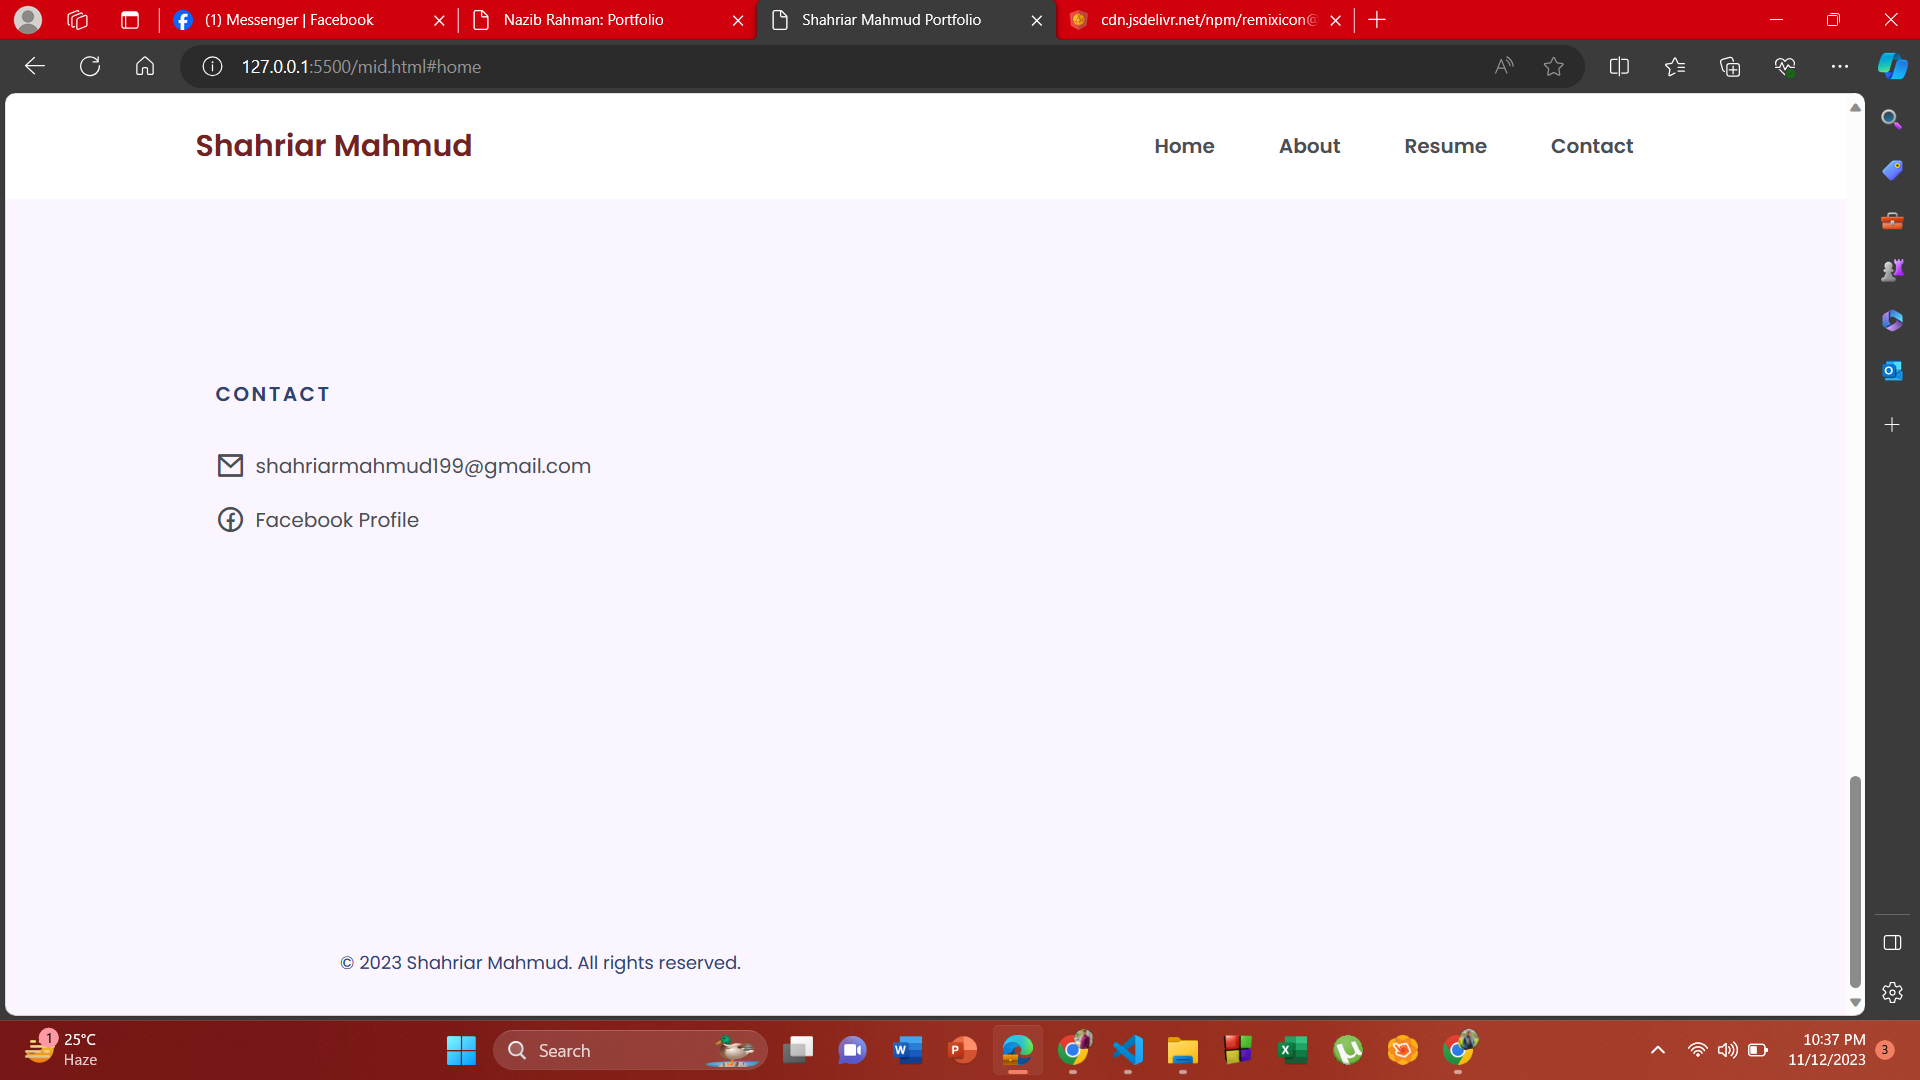 (1) Messenger | Facebook
Nazib Rahman: Portfolio
Shahriar Mahmud Portfolio
cdn.jsdelivr.net/npm/remixicon@
127.0.0.1:5500/mid.html#home
Shahriar Mahmud
Home
About
Resume
Contact
CONTACT
shahriarmahmud199@gmail.com
Facebook Profile
© 2023 Shahriar Mahmud. All rights reserved.
1
25°C
Haze
Search
10:37 PM
11/12/2023
3